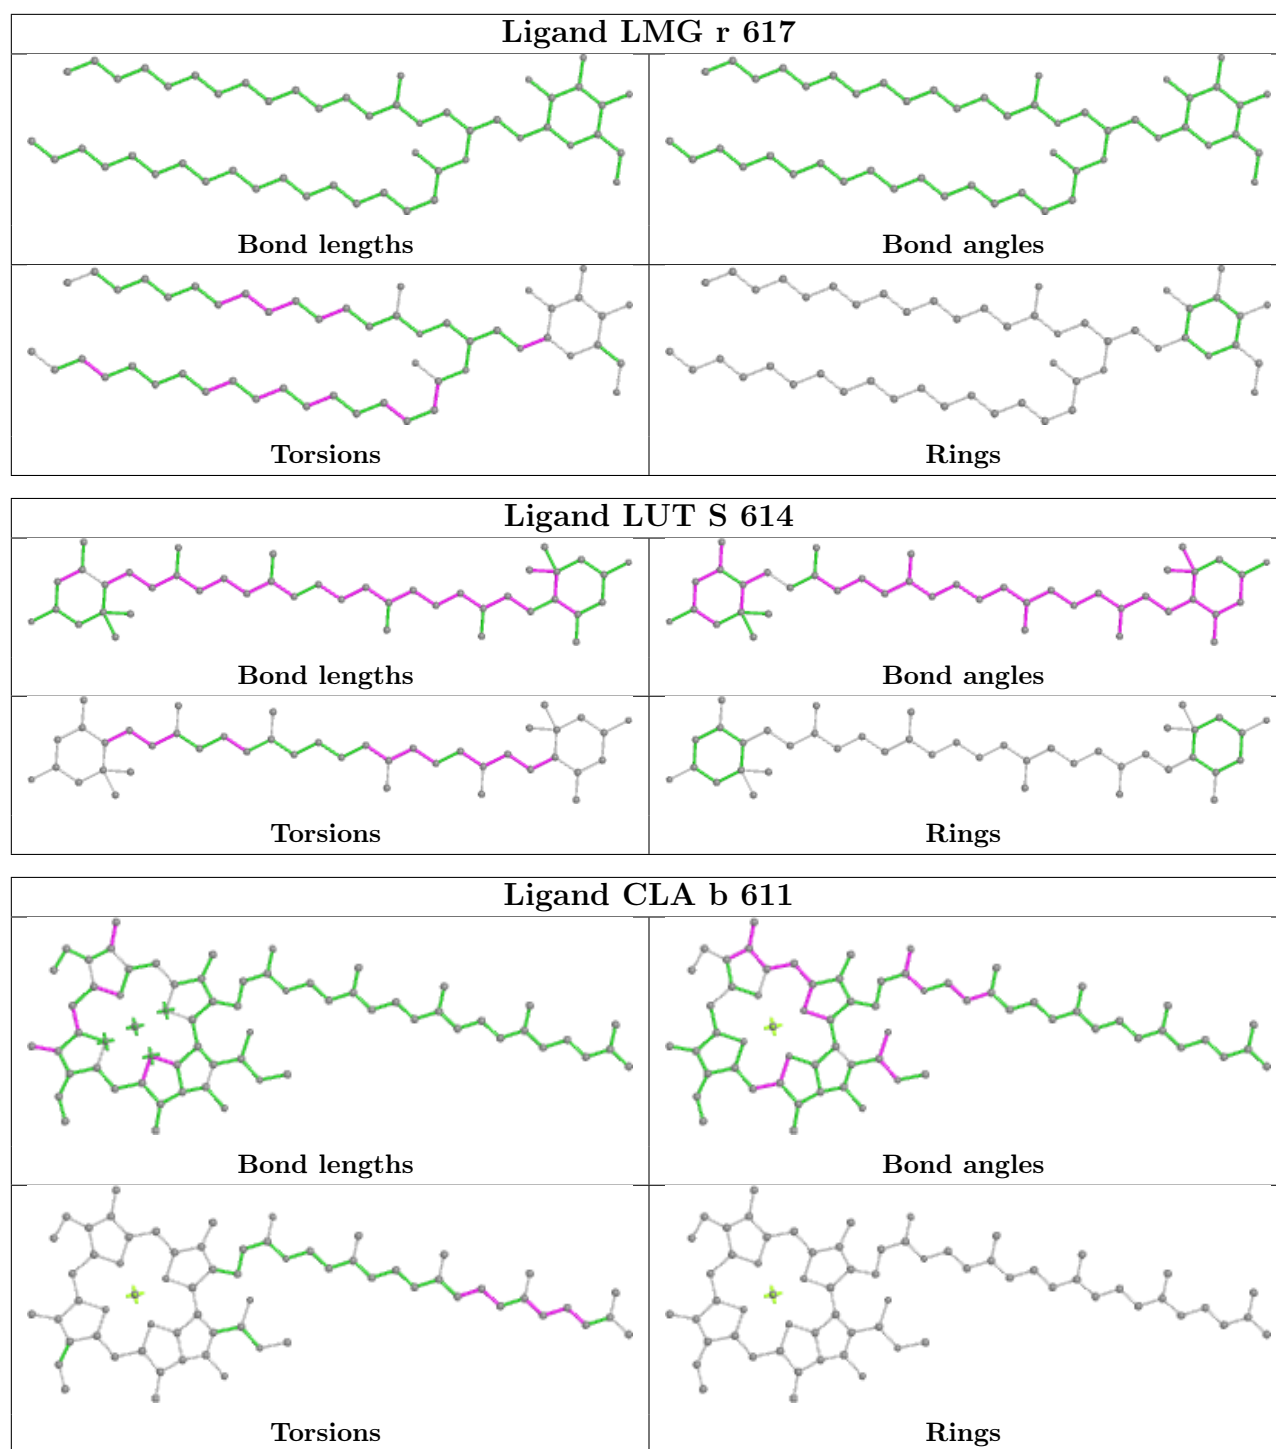 Ligand LMG r 617
Bond lengths
Bond angles
Torsions
Rings
Ligand LUT S 614
Bond lengths
Bond angles
Torsions
Rings
Ligand CLA b 611
Bond lengths
Bond angles
Torsions
Rings